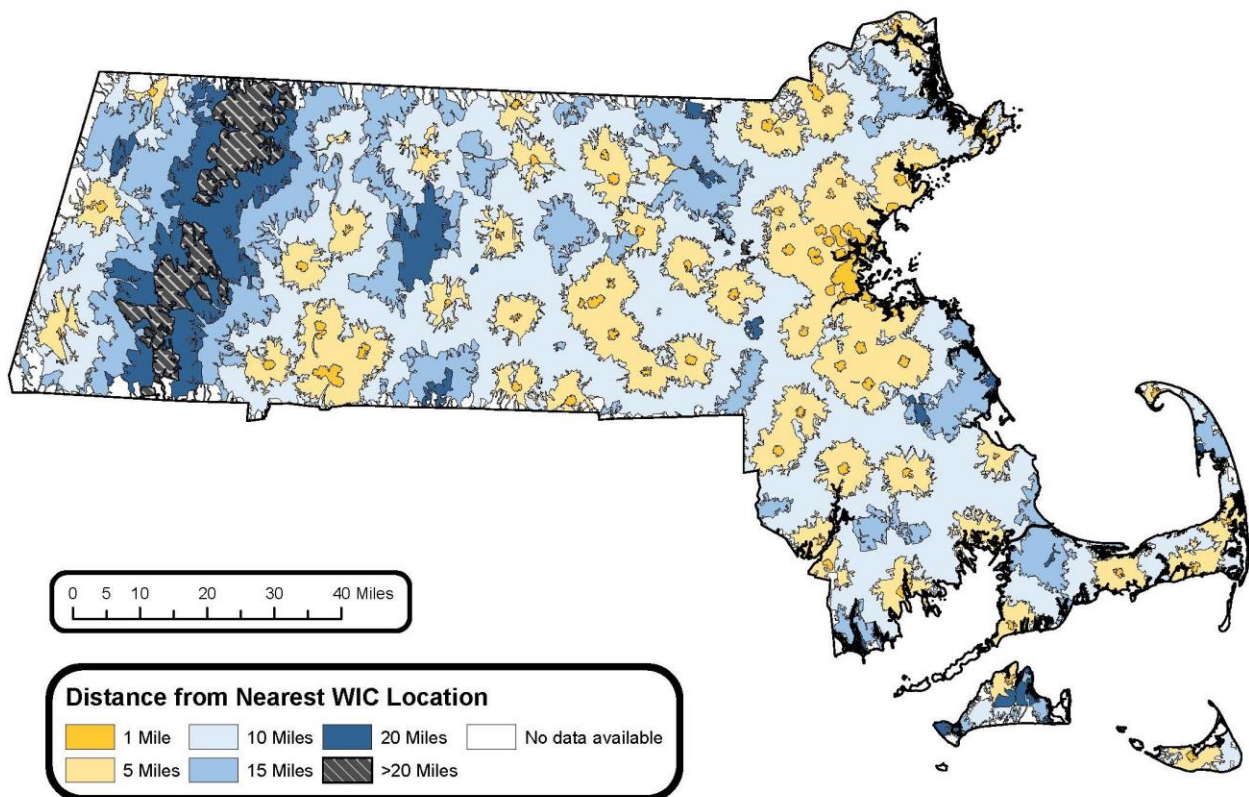 0 5 10 20 30 40 Miles
Distance from Nearest WIC Location
1 Mile 10 Miles 20 Miles No data available
5 Miles 15 Miles >20 Miles